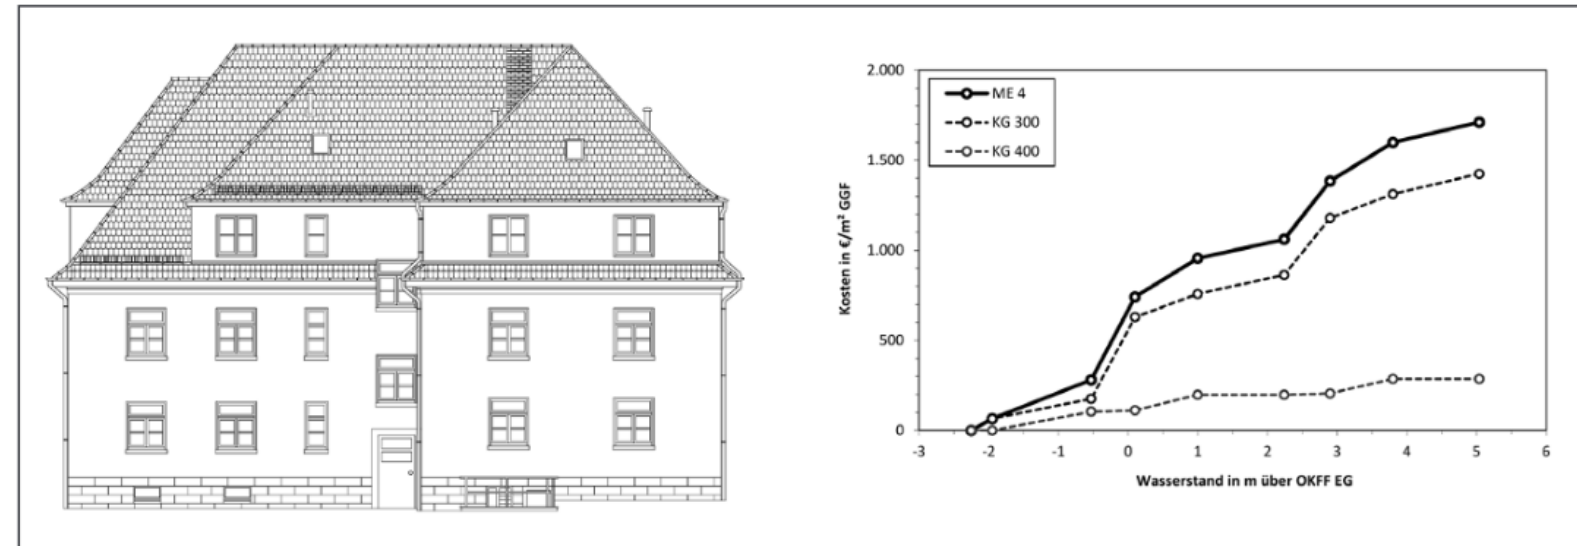 2.000
1.500
1.000
500
0
Kosten in €/m² GGF
ME 4
KG 300
KG 400
-3 -2 -1 0 1 2 3 4 5 6
Wasserstand in m über OKFF EG